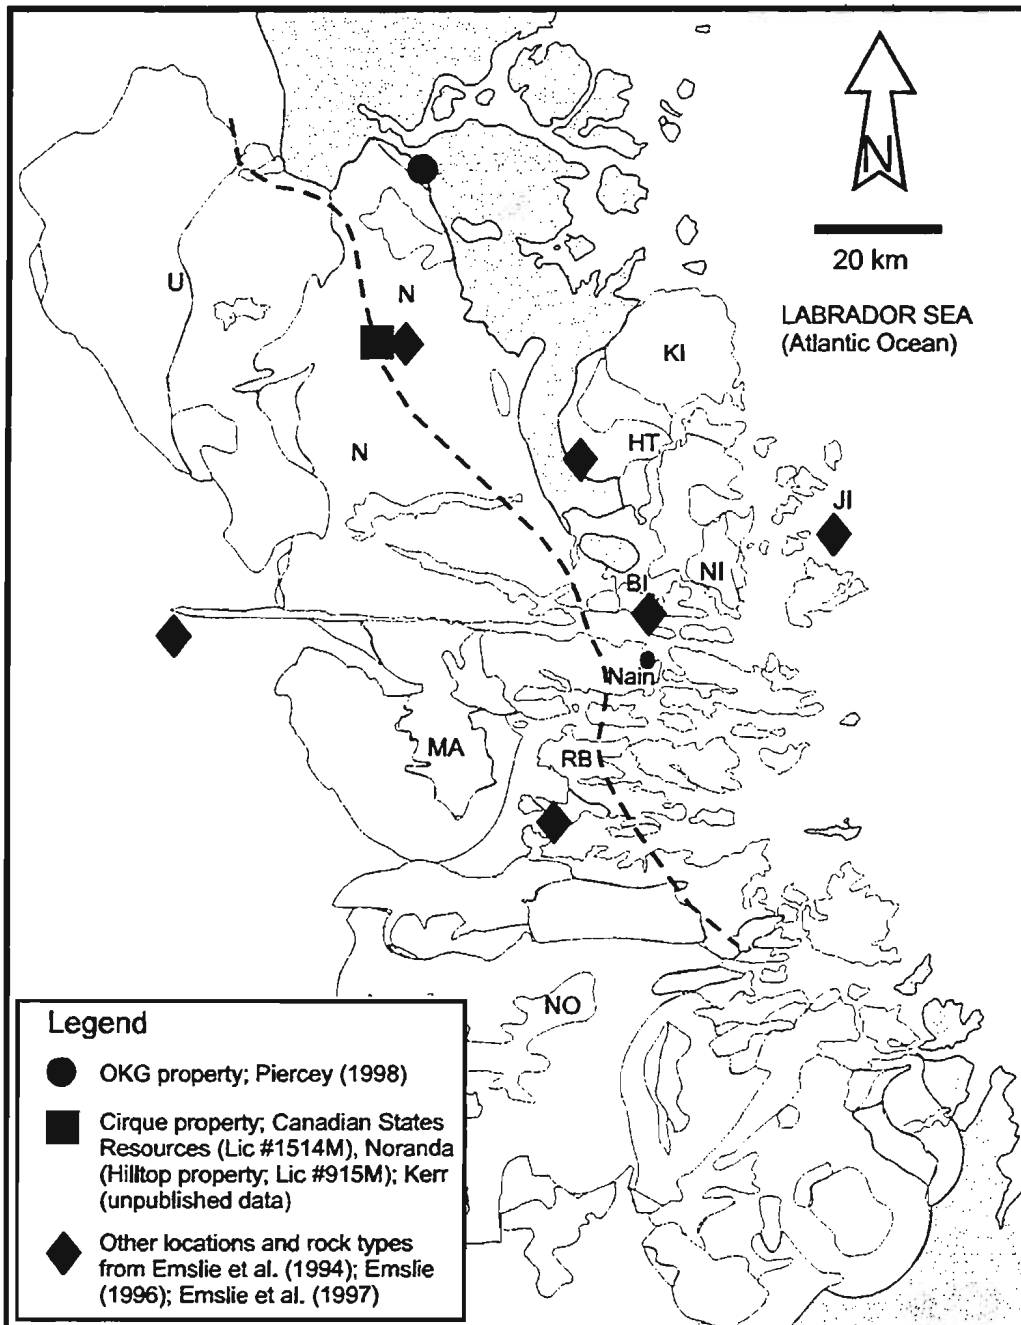 N
20 km
LABRADOR SEA
(Atlantic Ocean)
U
N
KI
N
HT
JI
BI
NI
Nain
MA
RB
NO
Legend
OKG property; Piercey (1998)
Cirque property; Canadian States
Resources (Lic #1514M), Noranda
(Hilltop property; Lic #915M); Kerr
(unpublished data)
Other locations and rock types
from Emslie et al. (1994); Emslie
(1996); Emslie et al. (1997)